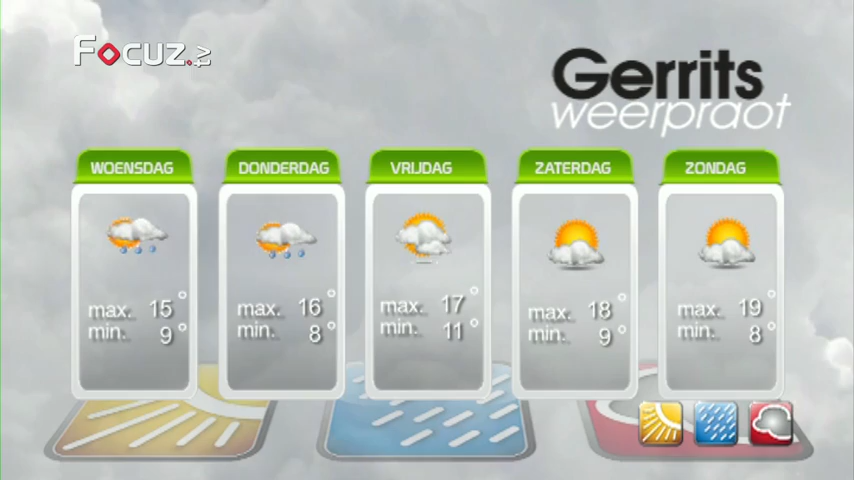 Focuz.tv
Gerrits
weerpraot
WOENSDAG
max. 15°
min. 9°
DONDERDAG
max. 16°
min. 8°
VRIJDAG
max. 17°
min. 11°
ZATERDAG
max. 18°
min. 9°
ZONDAG
max. 19°
min. 8°